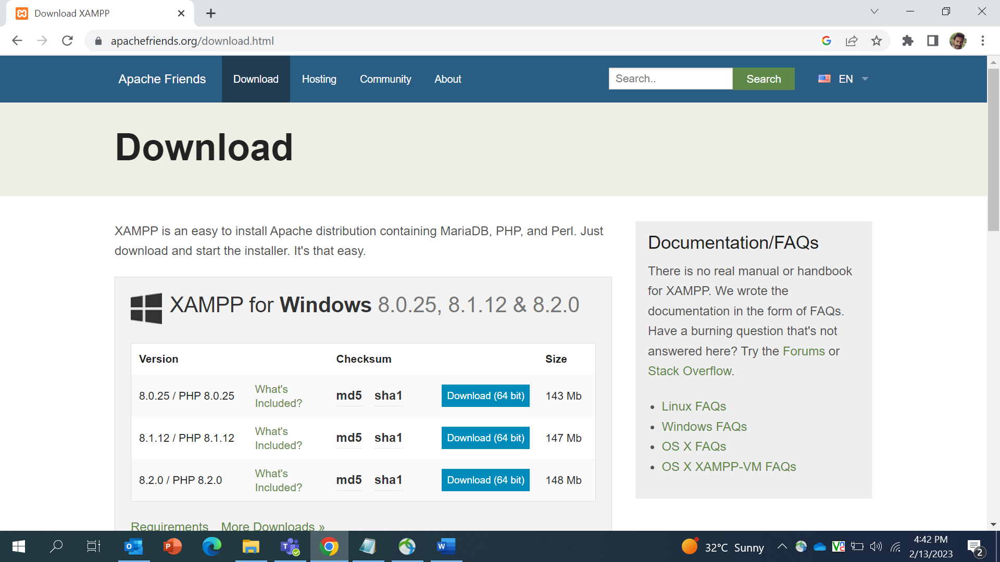 Download XAMPP
apachefriends.org/download.html
Apache Friends Download Hosting Community About Search.. Search EN
Download
XAMPP is an easy to install Apache distribution containing MariaDB, PHP, and Perl. Just
download and start the installer. It's that easy.
XAMPP for Windows 8.0.25, 8.1.12 & 8.2.0
Version Checksum Size
8.0.25 / PHP 8.0.25 What's Included? md5 sha1 Download (64 bit) 143 Mb
8.1.12 / PHP 8.1.12 What's Included? md5 sha1 Download (64 bit) 147 Mb
8.2.0 / PHP 8.2.0 What's Included? md5 sha1 Download (64 bit) 148 Mb
Requirements More Downloads »
Documentation/FAQs
There is no real manual or handbook
for XAMPP. We wrote the
documentation in the form of FAQs.
Have a burning question that's not
answered here? Try the Forums or
Stack Overflow.
• Linux FAQs
• Windows FAQs
• OS X FAQs
• OS X XAMPP-VM FAQs
32°C Sunny
4:42 PM
2/13/2023
2